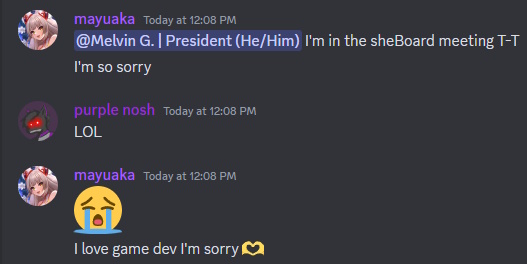 mayuaka Today at 12:08 PM
@Melvin G. | President (He/Him) I'm in the sheBoard meeting T-T
I'm so sorry
purple nosh Today at 12:08 PM
LOL
mayuaka Today at 12:08 PM
I love game dev I'm sorry